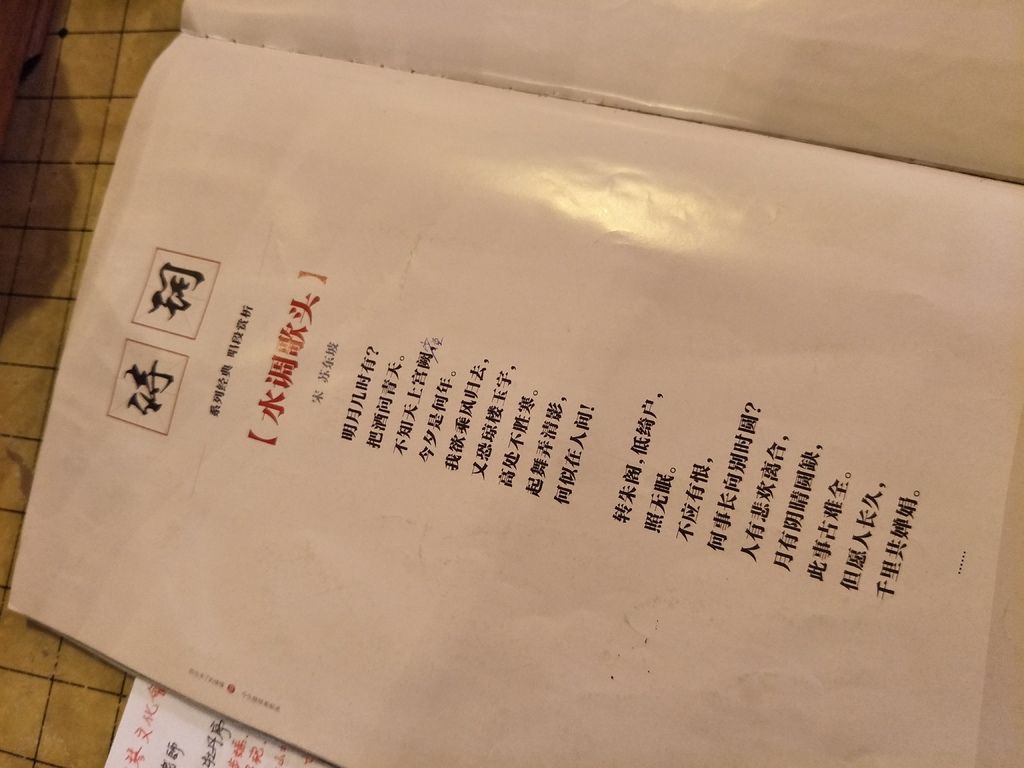 诗词
系列经典 唱段赏析
【水调歌头】
宋 苏东坡
明月几时有？
把酒问青天。
不知天上宫阙，
今夕是何年。
我欲乘风归去，
又恐琼楼玉宇，
高处不胜寒。
起舞弄清影，
何似在人间！
转朱阁，低绮户，
照无眠。
不应有恨，
何事长向别时圆？
人有悲欢离合，
月有阴晴圆缺，
此事古难全。
但愿人长久，
千里共婵娟。
……